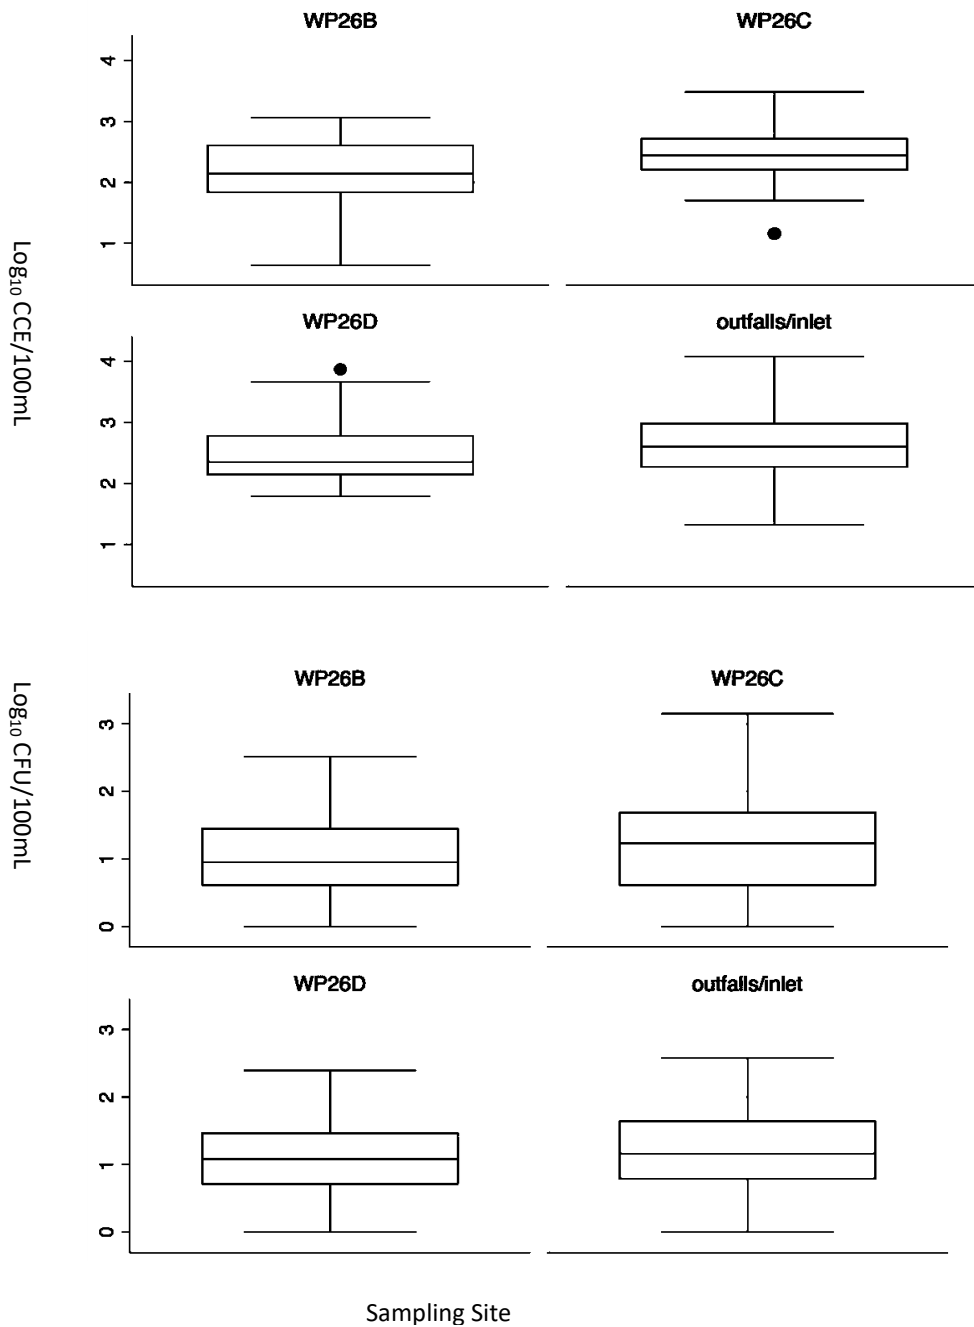 WP26B
WP26C
4
3
2
1
WP26D
outfalls/inlet
4
3
2
1
Log₁₀ CCE/100mL
WP26B
WP26C
3
2
1
0
WP26D
outfalls/inlet
3
2
1
0
Log₁₀ CFU/100mL
Sampling Site